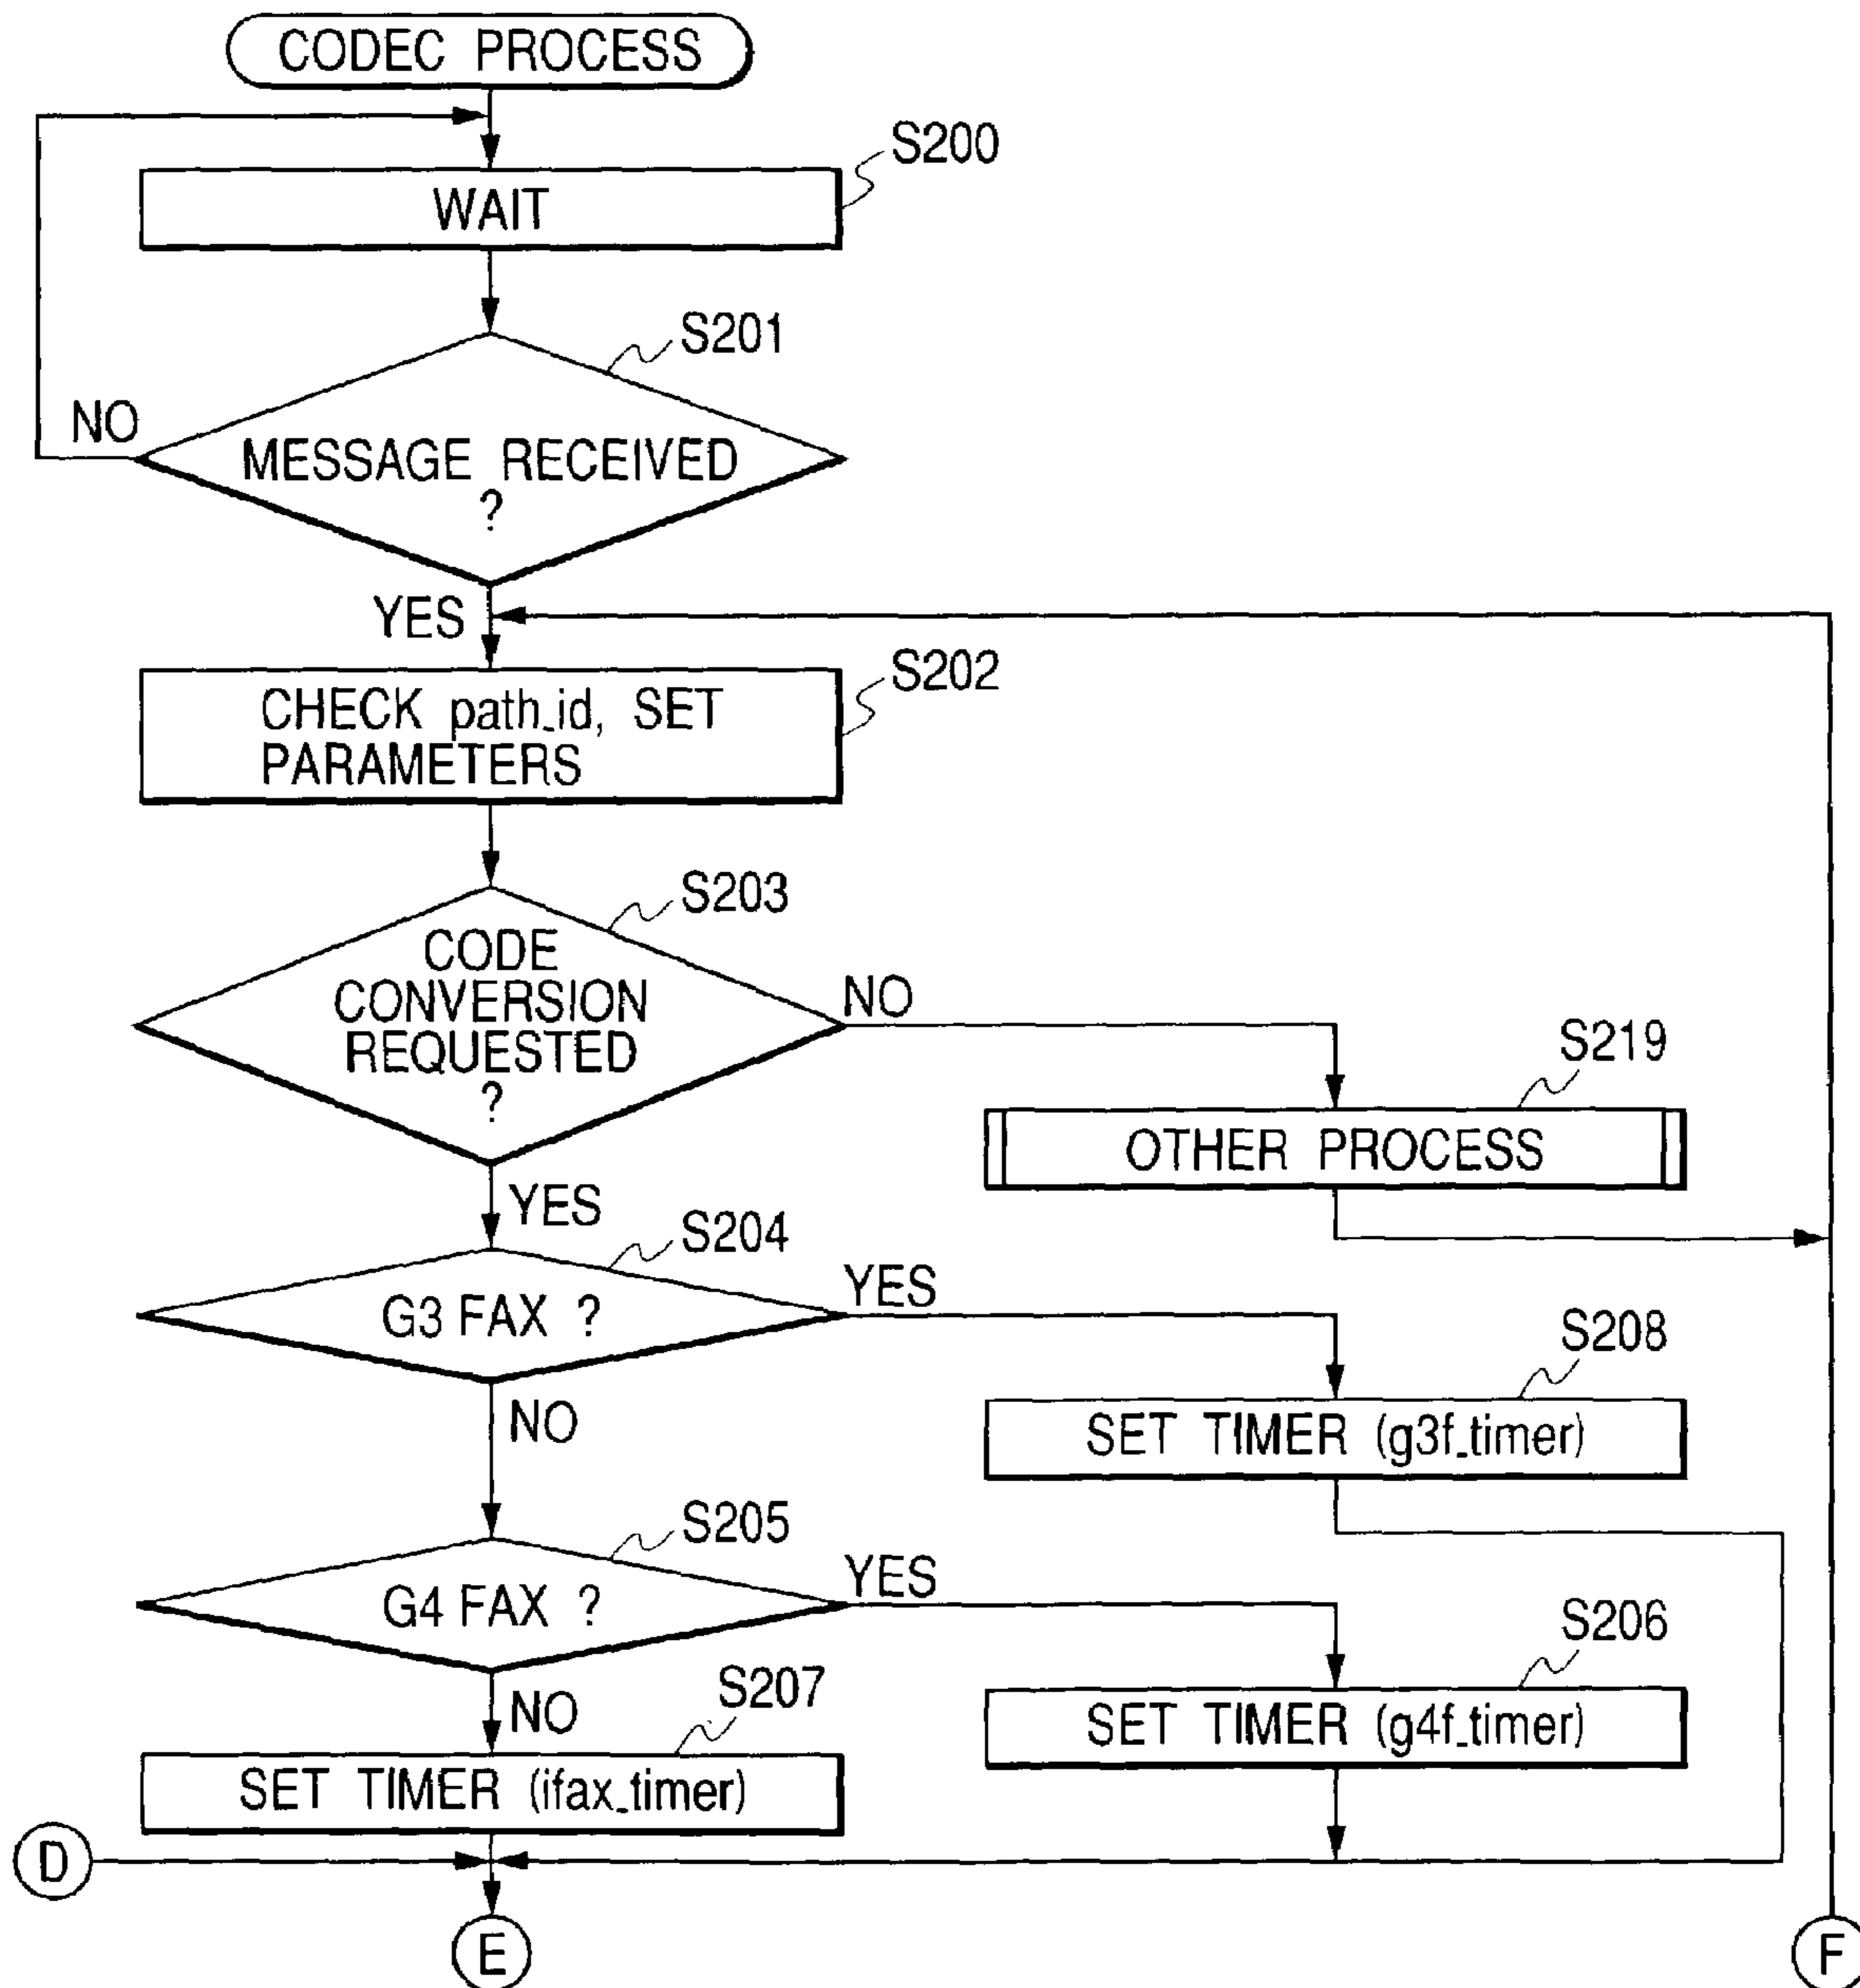 CODEC PROCESS
S200
WAIT
S201
NO
MESSAGE RECEIVED
?
YES
S202
CHECK path_id, SET
PARAMETERS
S203
CODE
CONVERSION
REQUESTED
?
NO
S219
OTHER PROCESS
YES
S204
G3 FAX ?
YES
S208
SET TIMER (g3f_timer)
NO
S205
G4 FAX ?
YES
S206
SET TIMER (g4f_timer)
NO
S207
SET TIMER (ifax_timer)
D
E
F